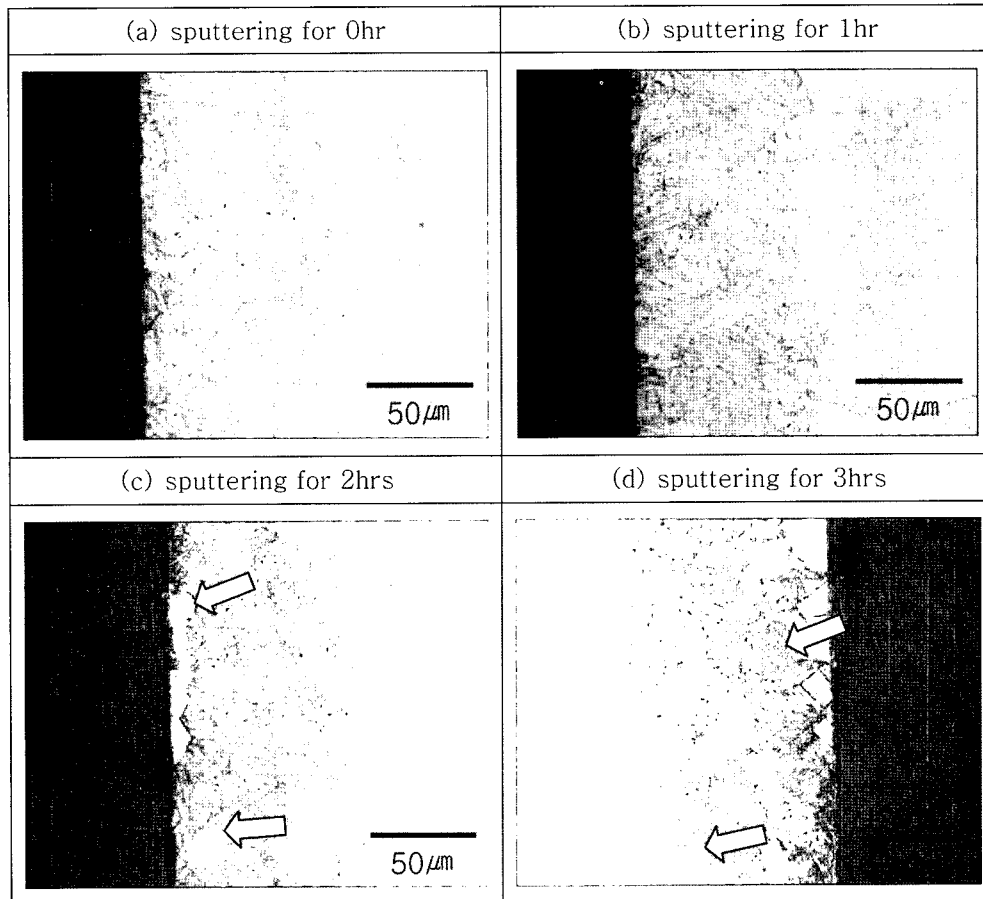 (a) sputtering for 0hr
(b) sputtering for 1hr
50㎛
50㎛
(c) sputtering for 2hrs
(d) sputtering for 3hrs
50㎛